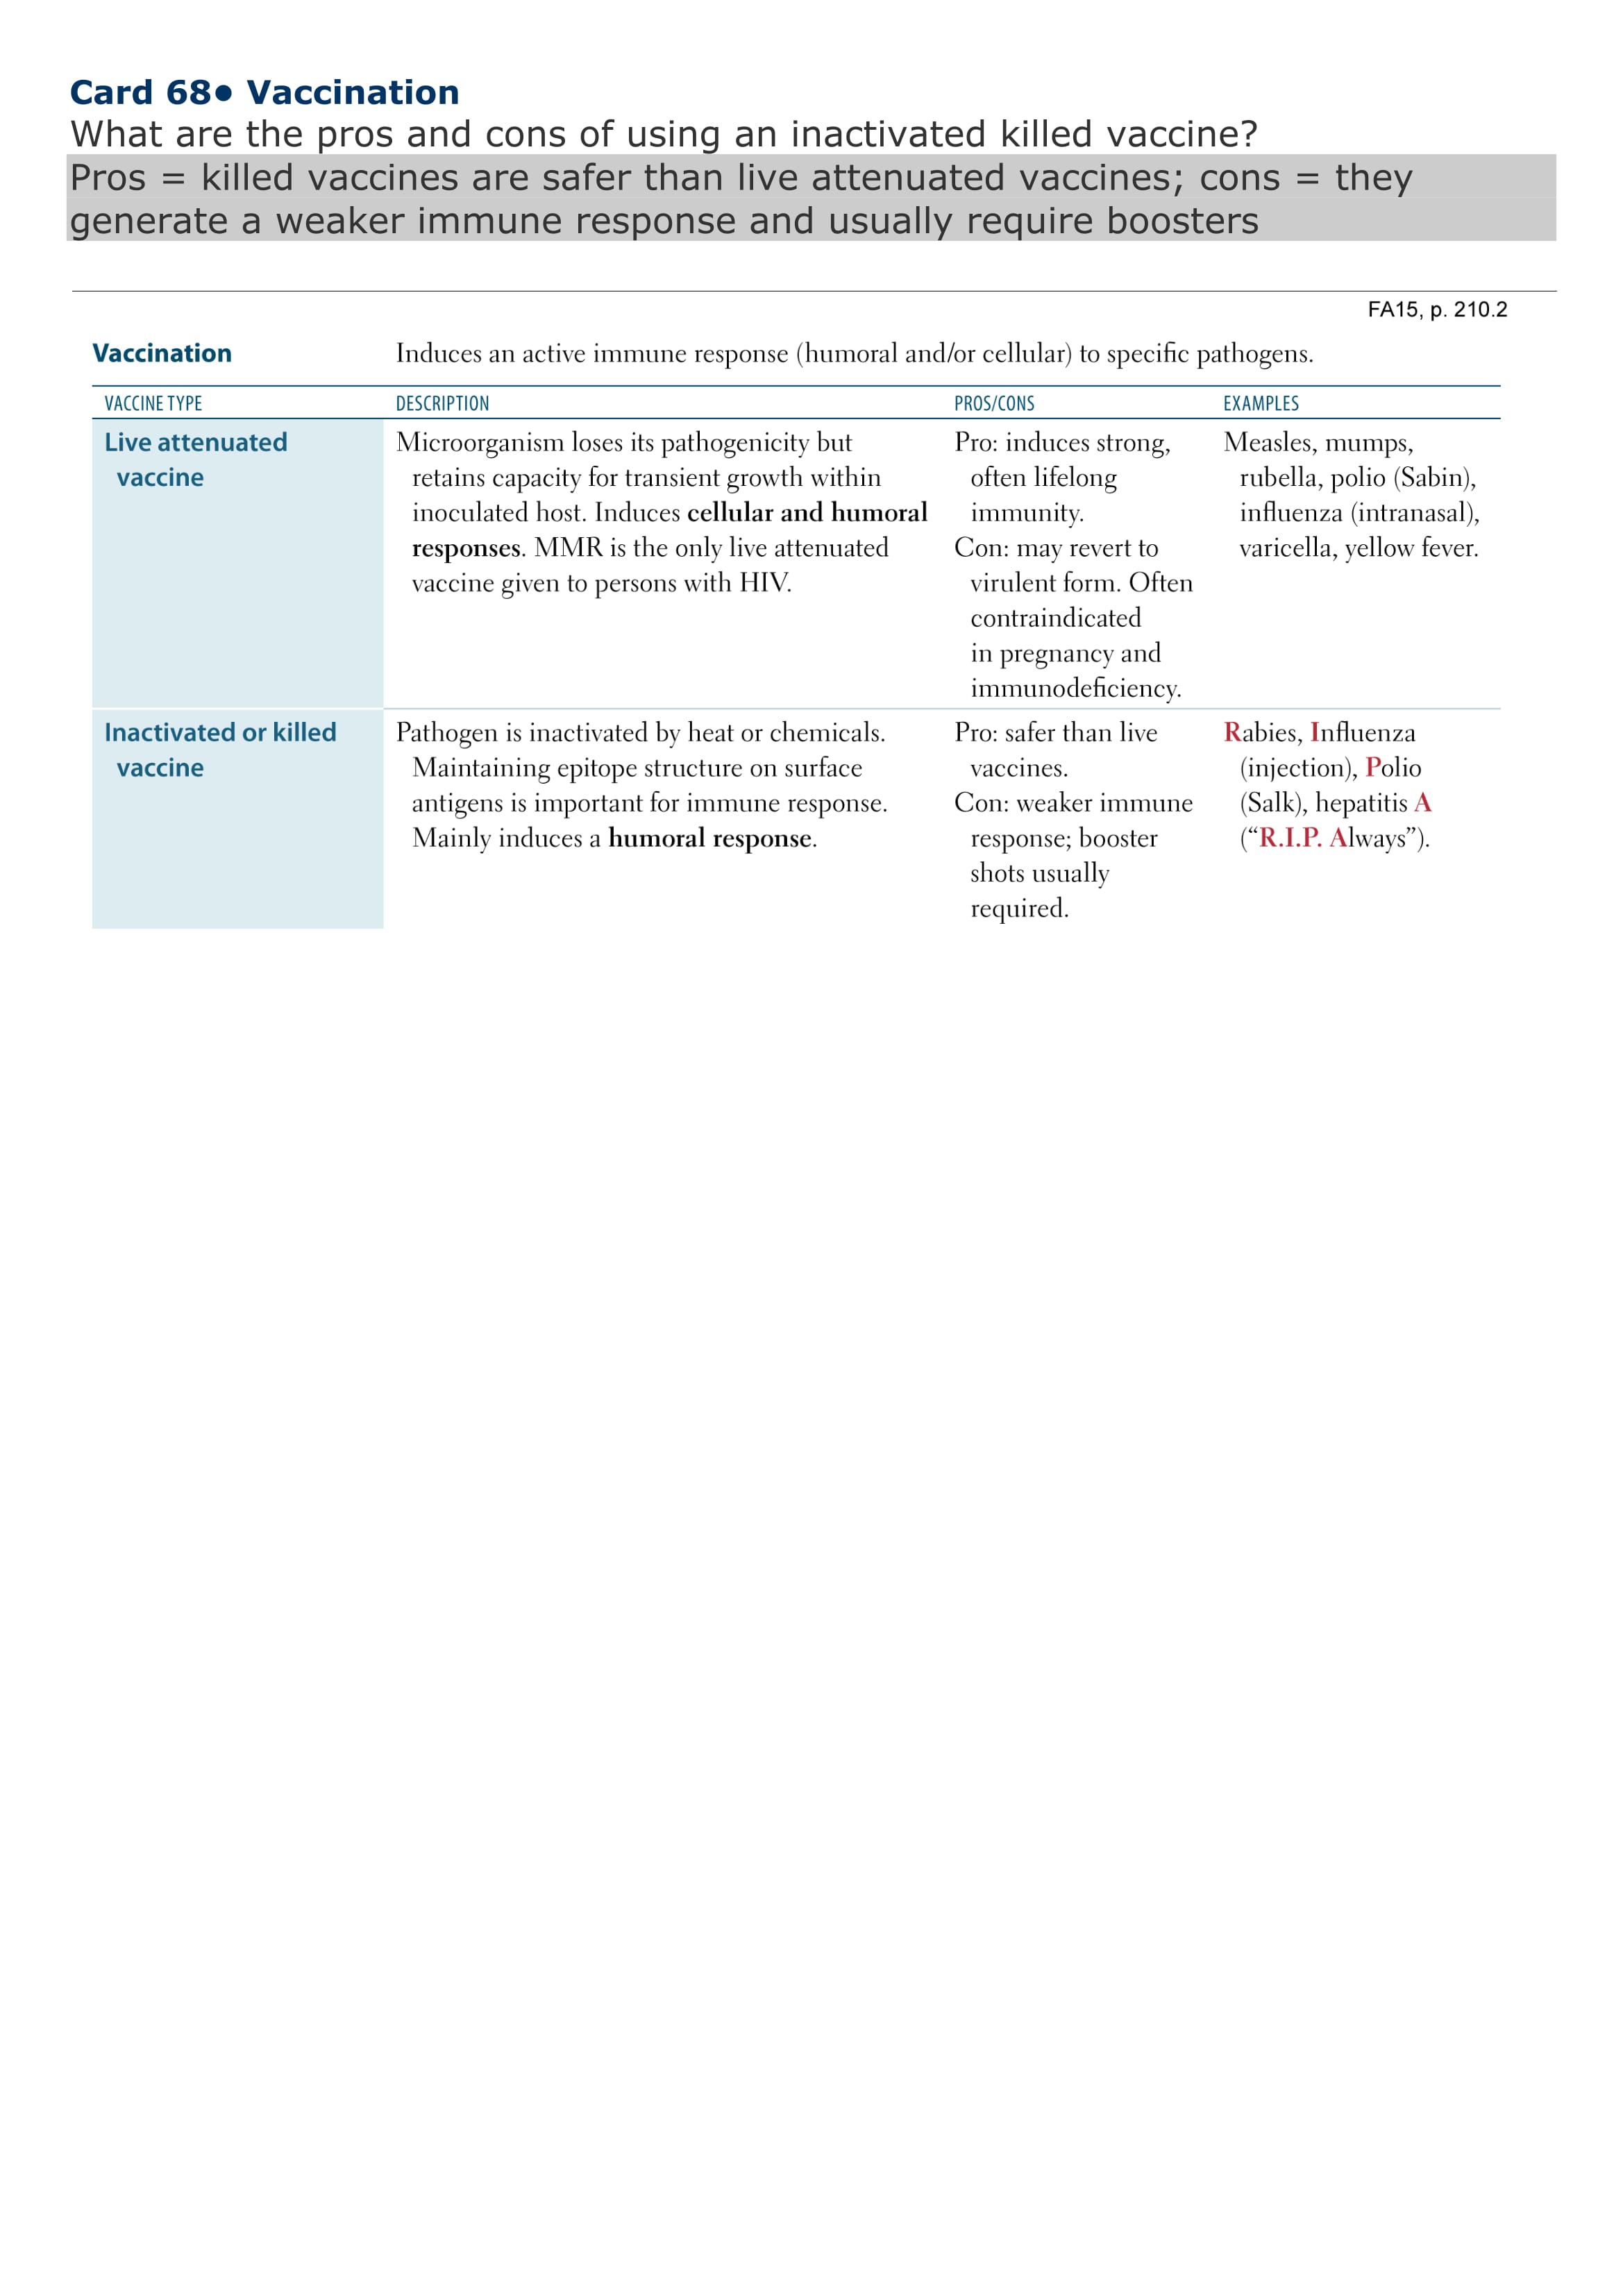 Card 68● Vaccination
What are the pros and cons of using an inactivated killed vaccine?
Pros = killed vaccines are safer than live attenuated vaccines; cons = they
generate a weaker immune response and usually require boosters
FA15, p. 210.2
Vaccination Induces an active immune response (humoral and/or cellular) to specific pathogens.
VACCINE TYPE DESCRIPTION PROS/CONS EXAMPLES
Live attenuated
vaccine
Microorganism loses its pathogenicity but
retains capacity for transient growth within
inoculated host. Induces cellular and humoral
responses. MMR is the only live attenuated
vaccine given to persons with HIV.
Pro: induces strong,
often lifelong
immunity.
Con: may revert to
virulent form. Often
contraindicated
in pregnancy and
immunodeficiency.
Measles, mumps,
rubella, polio (Sabin),
influenza (intranasal),
varicella, yellow fever.
Inactivated or killed
vaccine
Pathogen is inactivated by heat or chemicals.
Maintaining epitope structure on surface
antigens is important for immune response.
Mainly induces a humoral response.
Pro: safer than live
vaccines.
Con: weaker immune
response; booster
shots usually
required.
Rabies, Influenza
(injection), Polio
(Salk), hepatitis A
(“R.I.P. Always”).